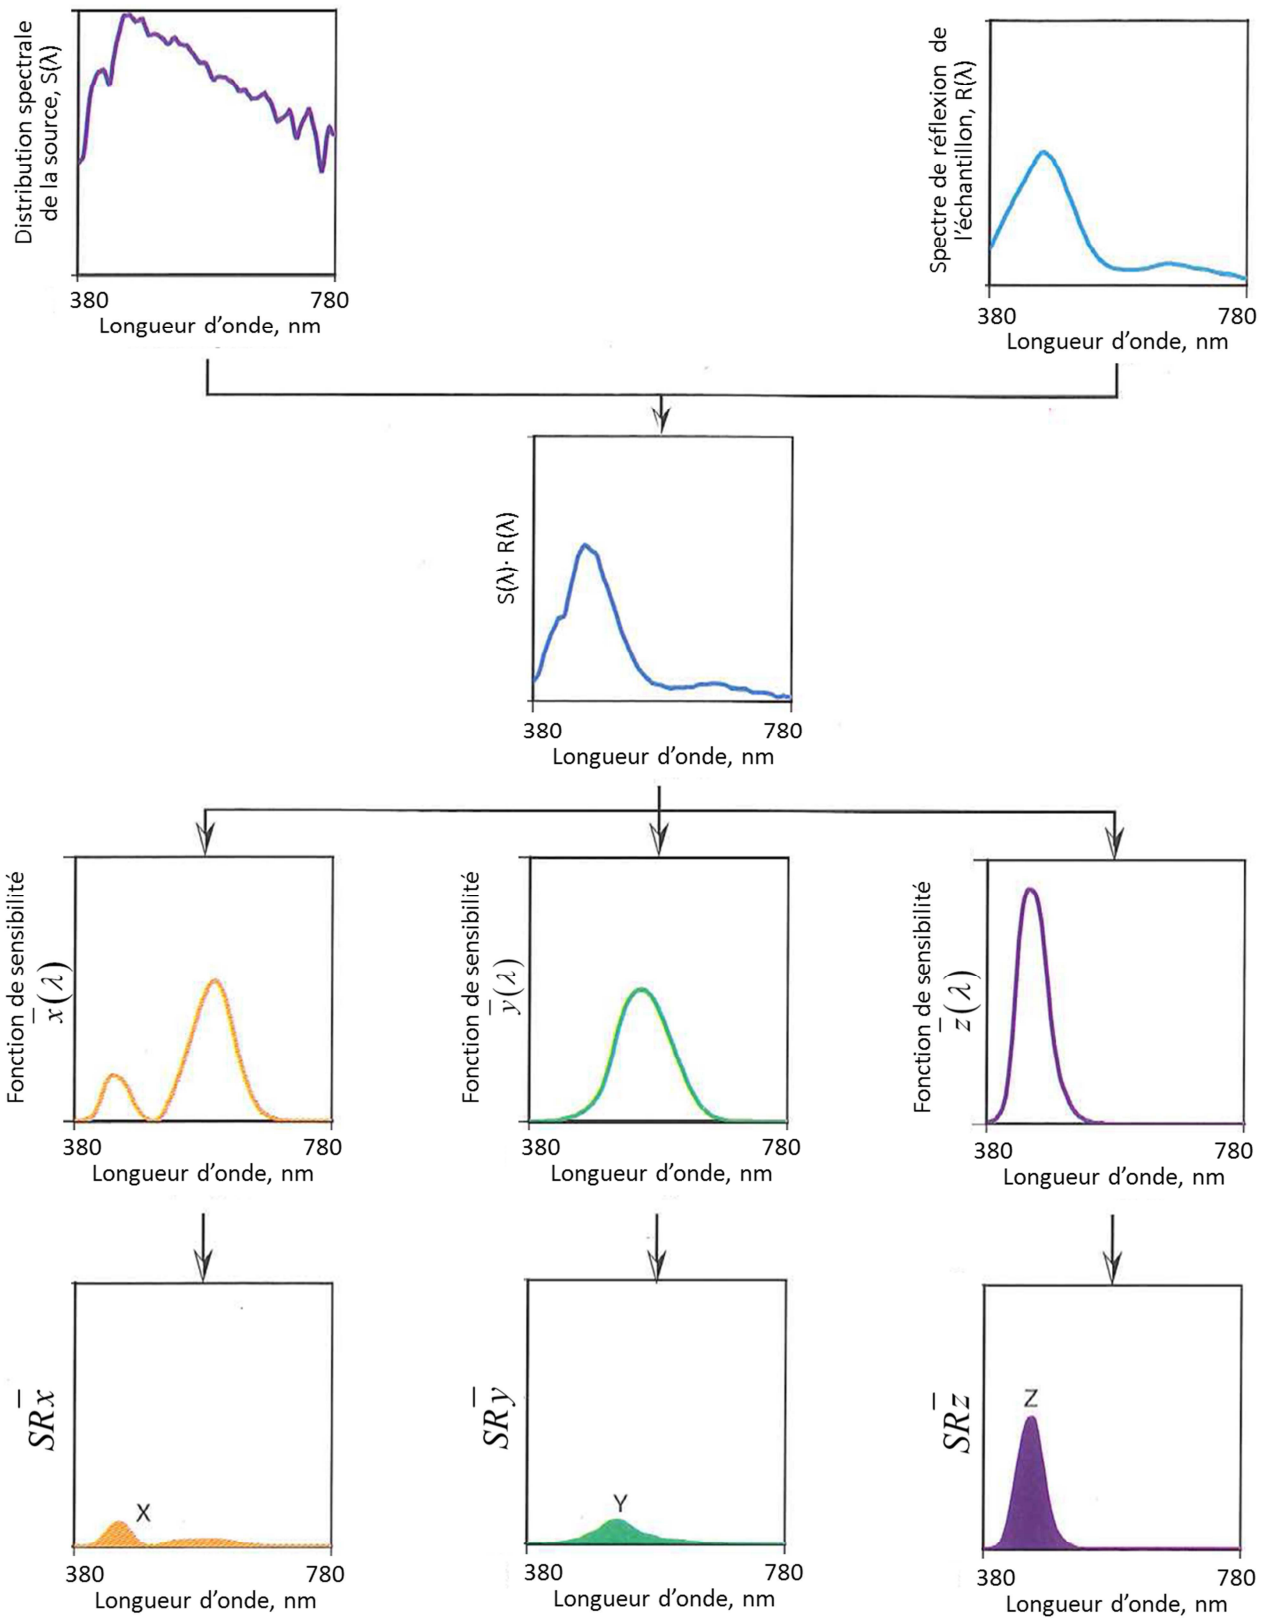 Distribution spectrale
de la source, S(λ)
380
780
Longueur d'onde, nm
Spectre de réflexion de
l'échantillon, R(λ)
380
780
Longueur d'onde, nm
S(λ)· R(λ)
380
780
Longueur d'onde, nm
Fonction de sensibilité
x̅(λ)
380
780
Longueur d'onde, nm
Fonction de sensibilité
y̅(λ)
380
780
Longueur d'onde, nm
Fonction de sensibilité
z̅(λ)
380
780
Longueur d'onde, nm
SRx̅
X
380
780
Longueur d'onde, nm
SRy̅
Y
380
780
Longueur d'onde, nm
SRz̅
Z
380
780
Longueur d'onde, nm